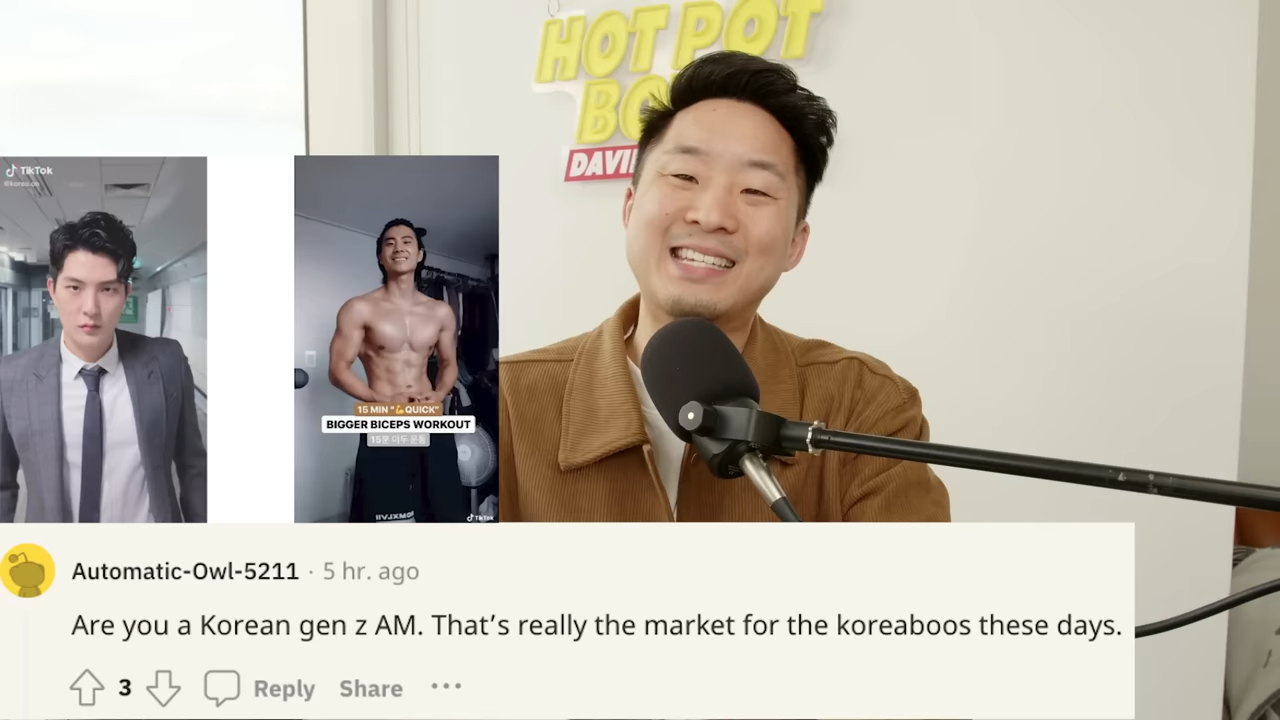 HOT POT
BO
DAVI
TikTok
15 MIN "💪QUICK"
BIGGER BICEPS WORKOUT
15분 이두 운동
TikTok
Automatic-Owl-5211 · 5 hr. ago
Are you a Korean gen z AM. That’s really the market for the koreaboos these days.
3
Reply
Share